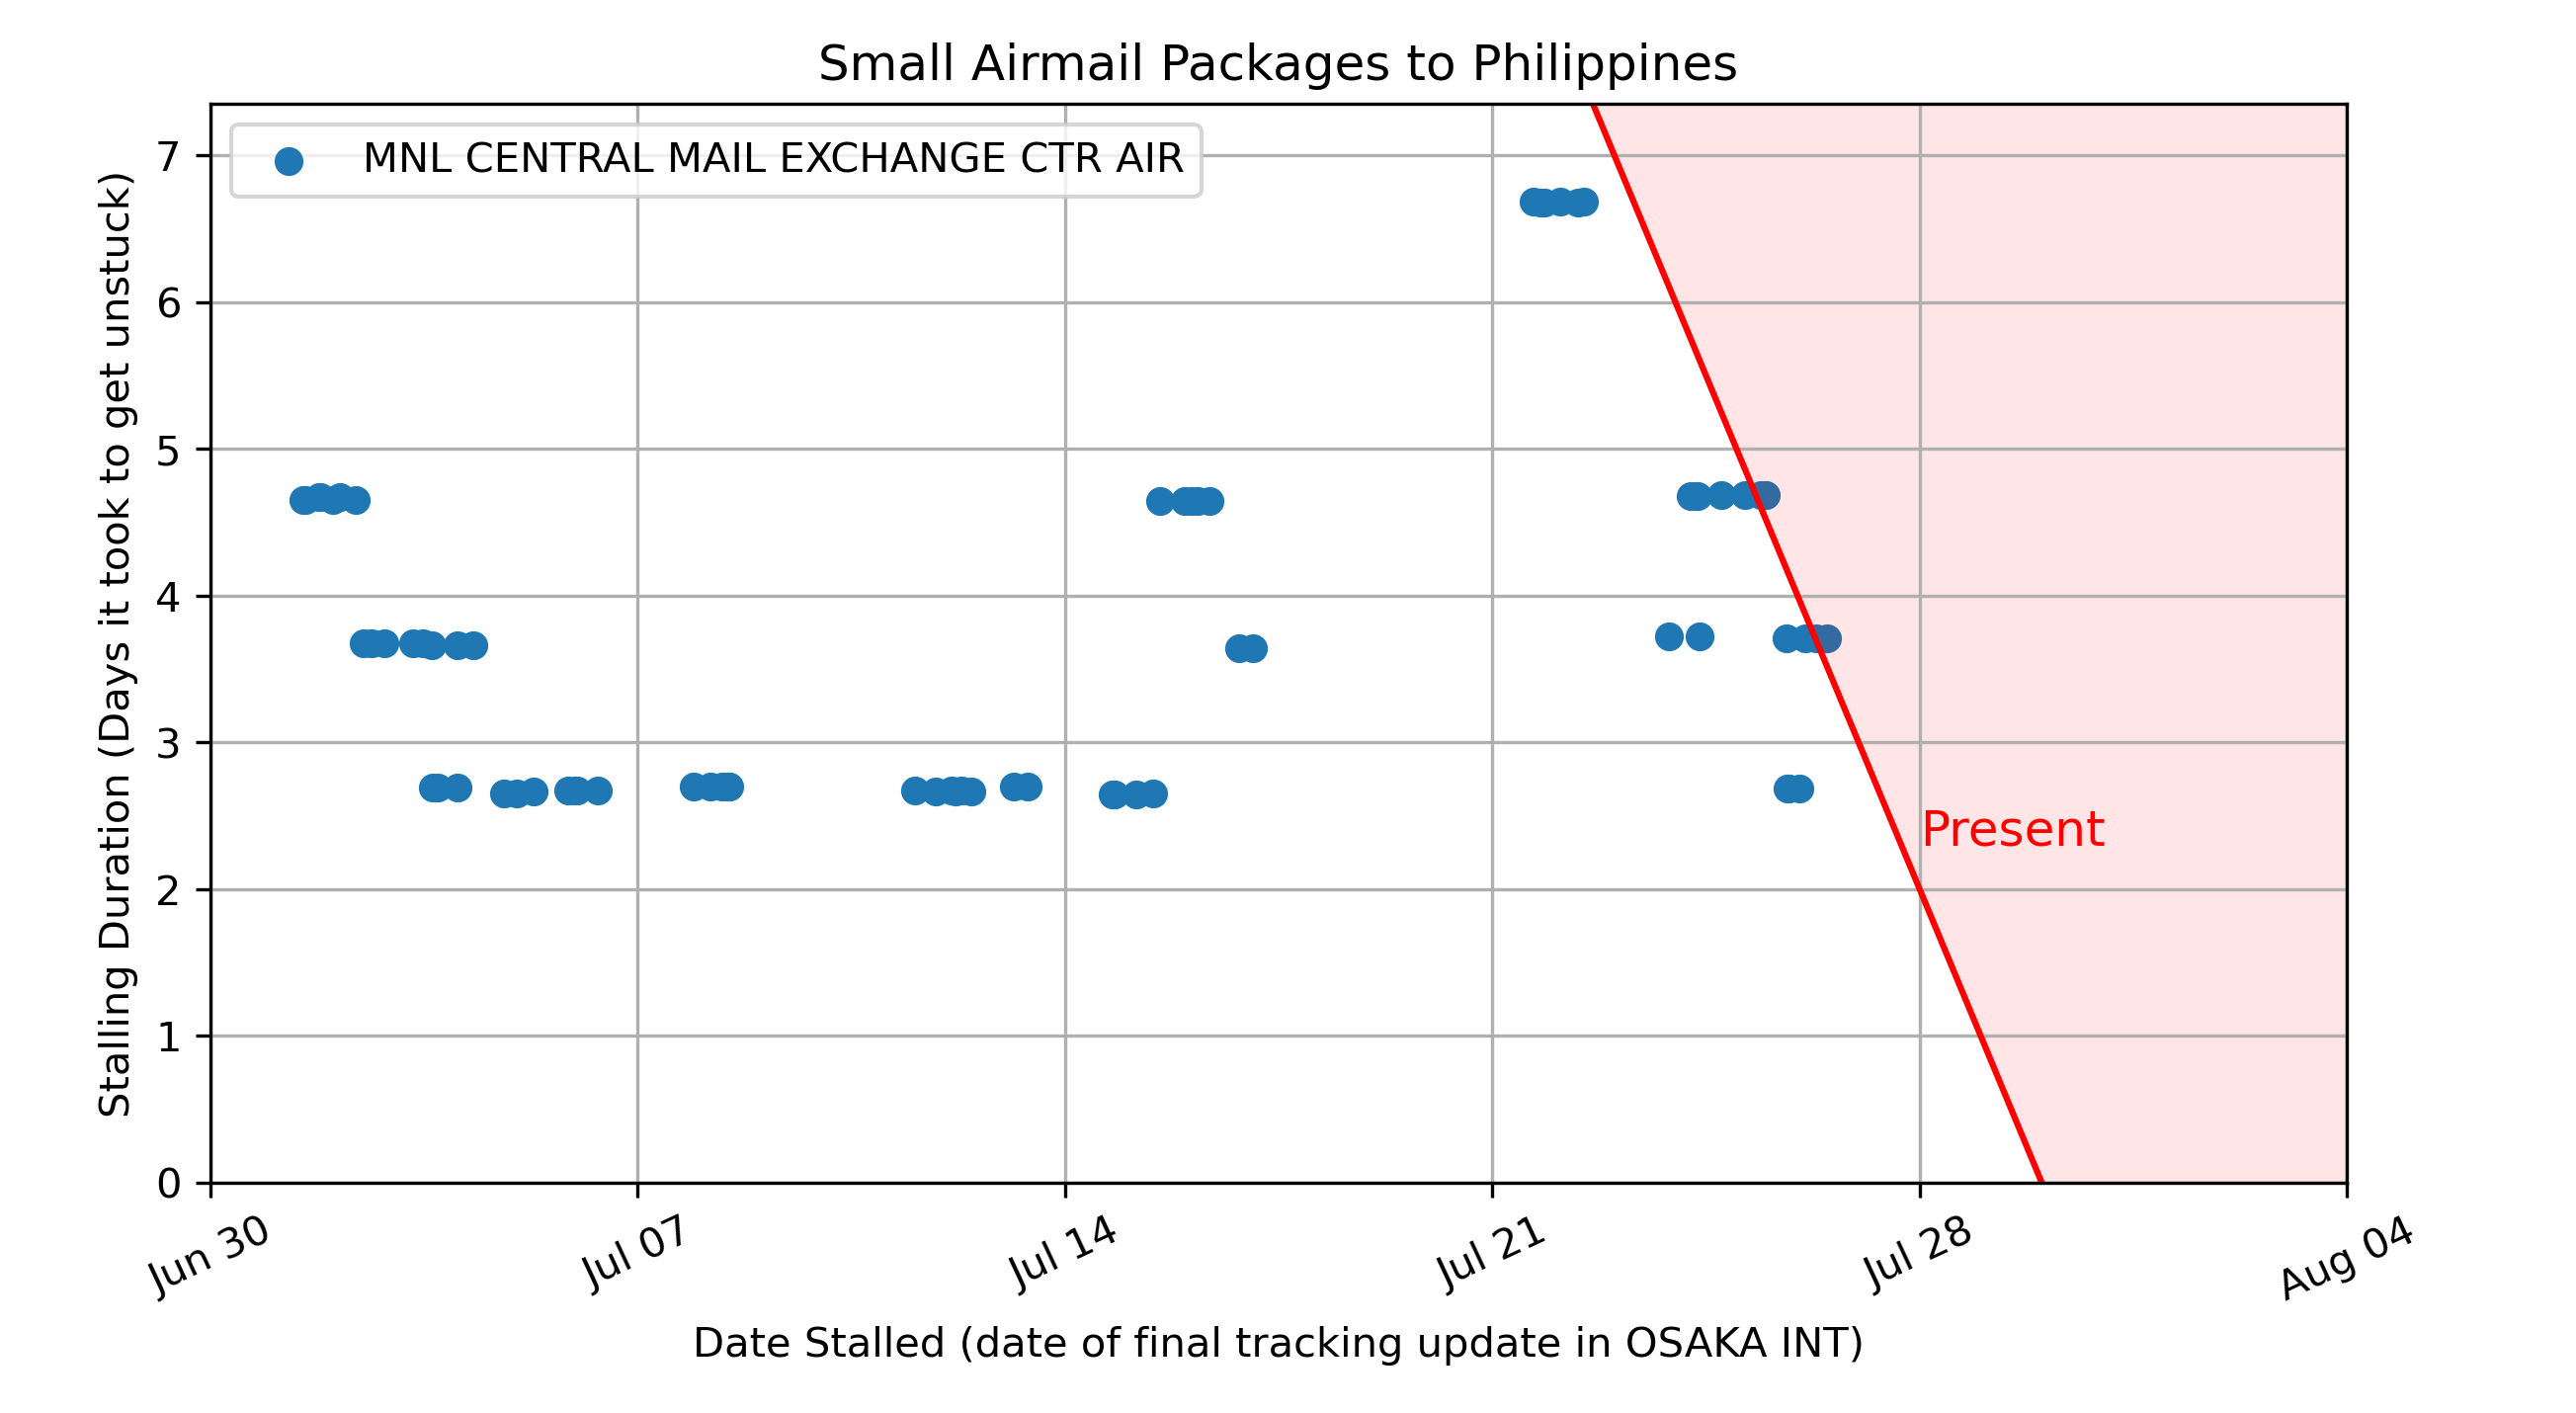 Small Airmail Packages to Philippines
MNL CENTRAL MAIL EXCHANGE CTR AIR
Stalling Duration (Days it took to get unstuck)
7
6
5
4
3
2
1
0
Present
Jun 30
Jul 07
Jul 14
Jul 21
Jul 28
Aug 04
Date Stalled (date of final tracking update in OSAKA INT)